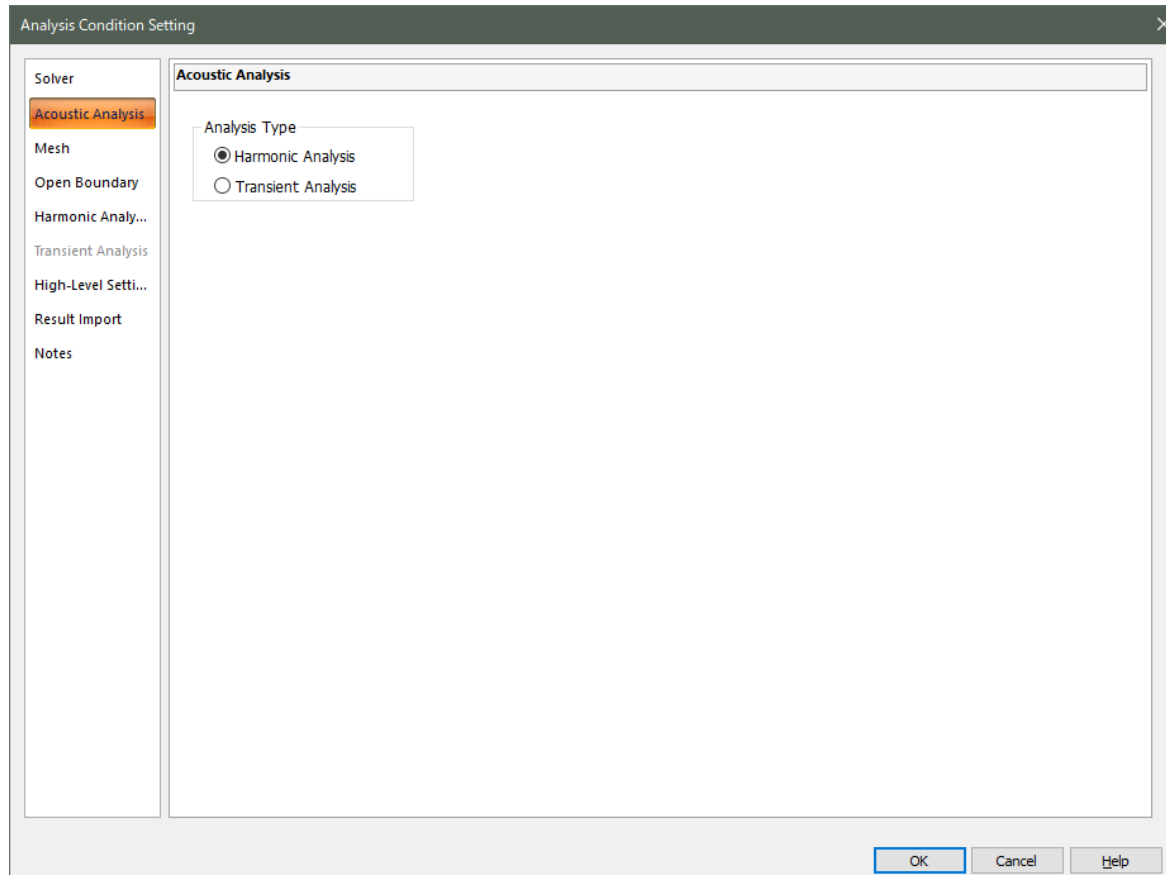 Analysis Condition Setting
Solver
Acoustic Analysis
Mesh
Open Boundary
Harmonic Analy...
Transient Analysis
High-Level Setti...
Result Import
Notes
Acoustic Analysis
Analysis Type
Harmonic Analysis
Transient Analysis
OK
Cancel
Help